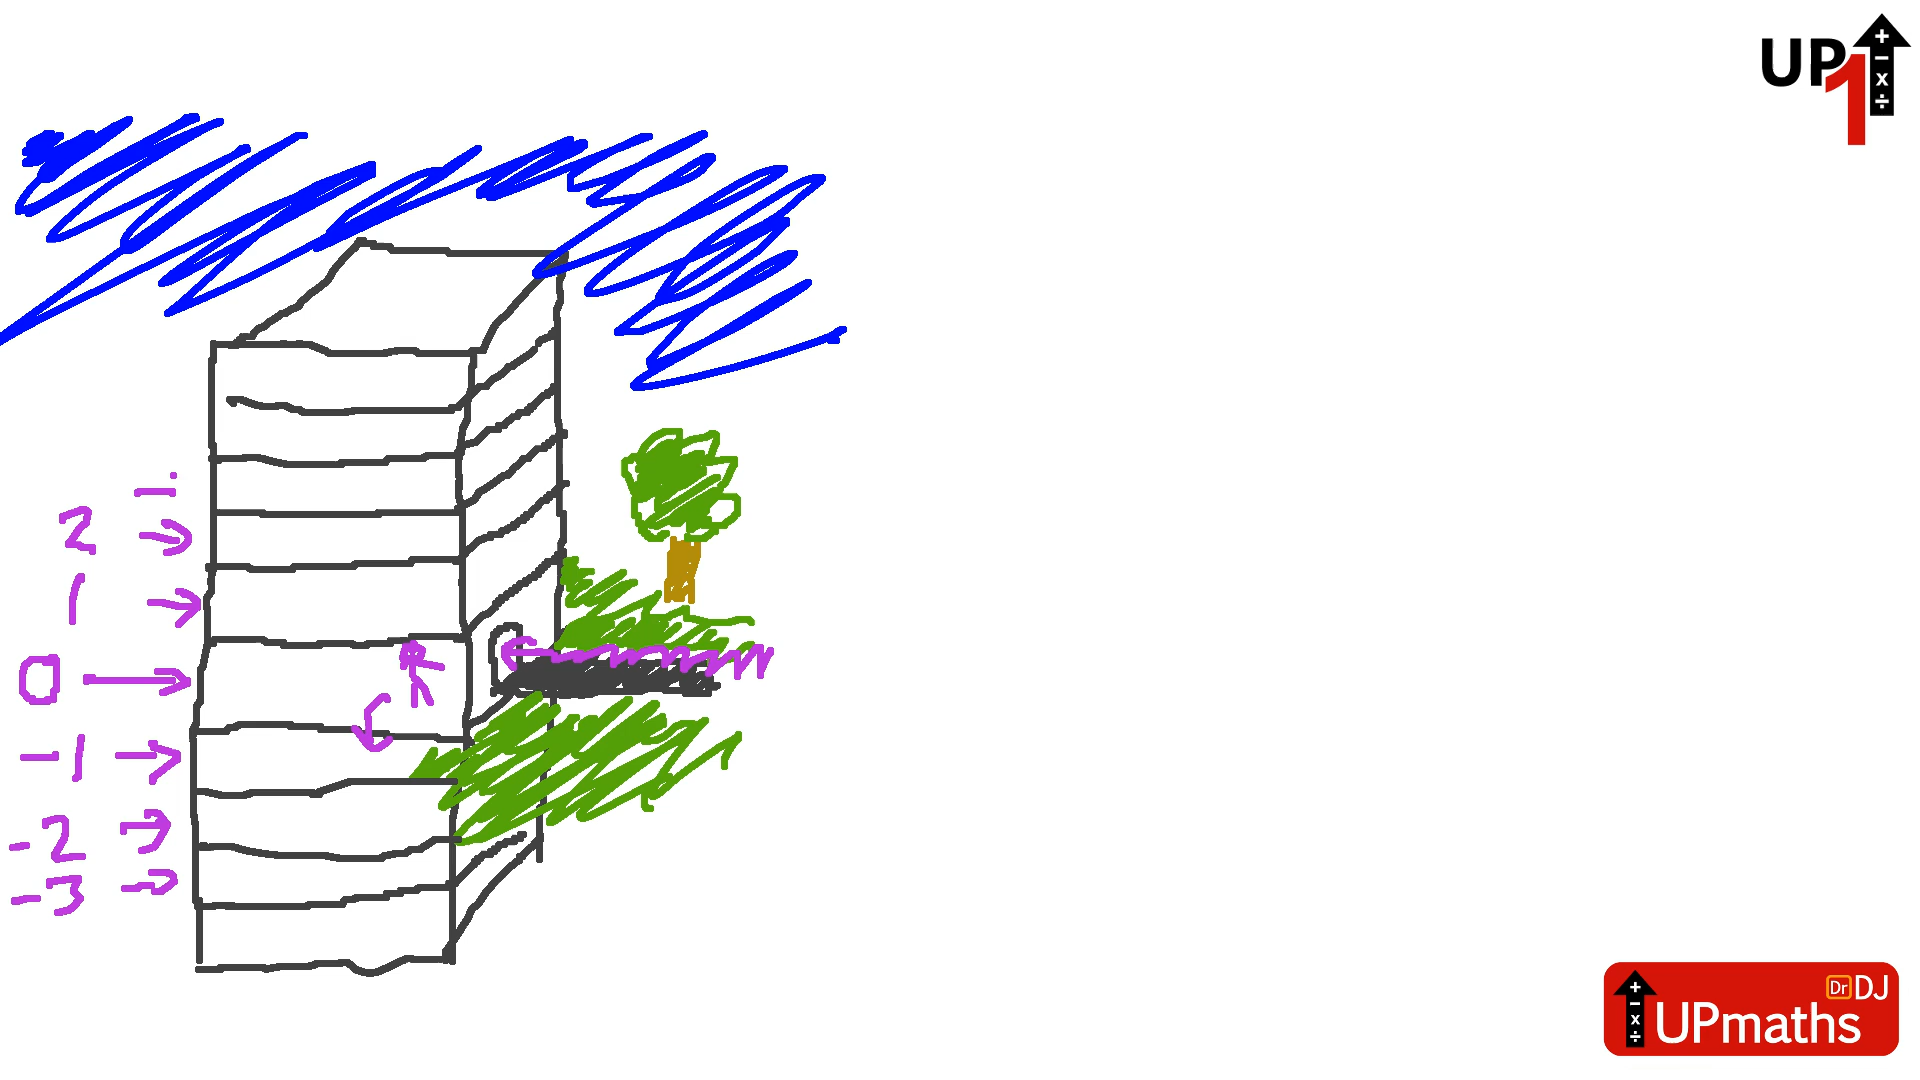 UP1
+
−
x
÷
2 →
1 →
0 →
-1 →
-2 →
-3 →
+
−
x
÷
Dr DJ
UPmaths